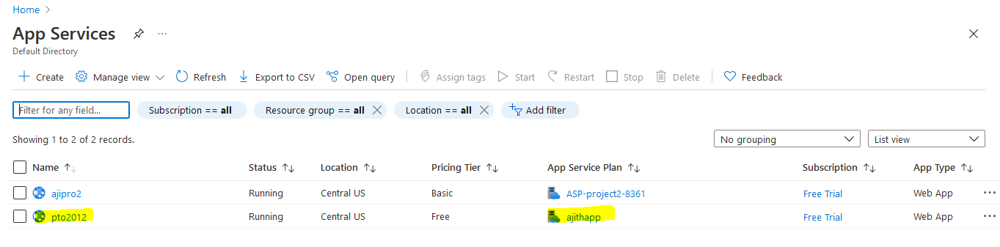 Home >
App Services ...
Default Directory
Create Manage view Refresh Export to CSV Open query Assign tags Start Restart Stop Delete Feedback
Filter for any field... Subscription == all Resource group == all Location == all Add filter
Showing 1 to 2 of 2 records. No grouping List view
Name Status Location Pricing Tier App Service Plan Subscription App Type
ajipro2 Running Central US Basic ASP-project2-8361 Free Trial Web App ...
pto2012 Running Central US Free ajithapp Free Trial Web App ...